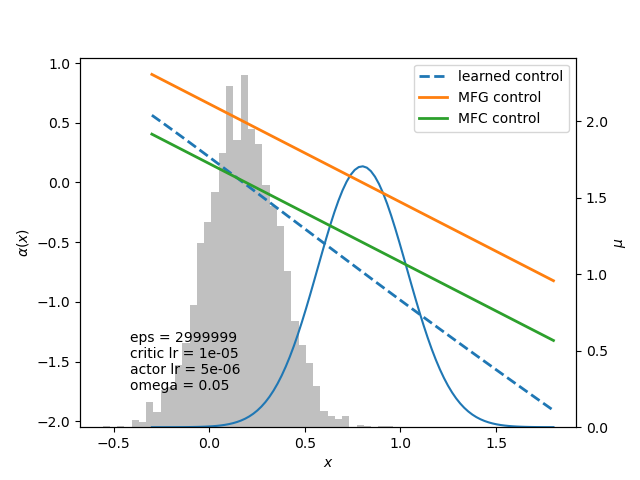 learned control
MFG control
MFC control
1.0
0.5
0.0
−0.5
−1.0
−1.5
−2.0
α(x)
eps = 2999999
critic lr = 1e-05
actor lr = 5e-06
omega = 0.05
2.0
1.5
1.0
0.5
0.0
μ
−0.5
0.0
0.5
1.0
1.5
x